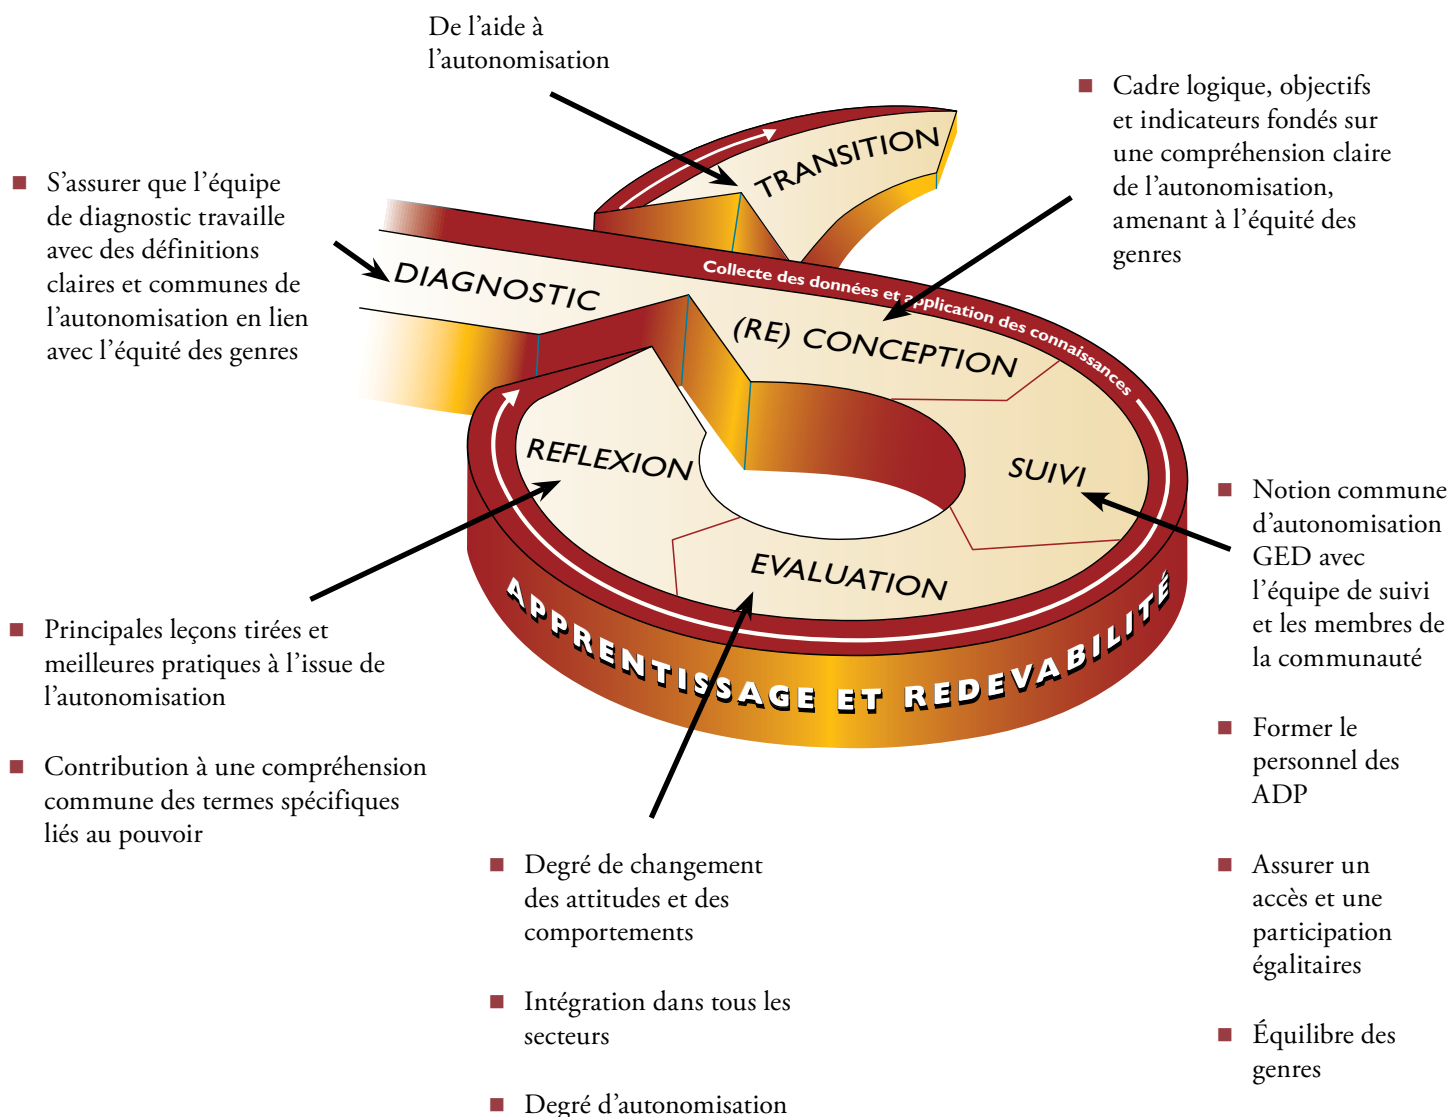 De l’aide à
l’autonomisation
■ Cadre logique, objectifs
et indicateurs fondés sur
une compréhension claire
de l’autonomisation,
amenant à l’équité des
genres
■ S’assurer que l’équipe
de diagnostic travaille
avec des définitions
claires et communes de
l’autonomisation en lien
avec l’équité des genres
TRANSITION
DIAGNOSTIC
Collecte des données et application des connaissances
(RE) CONCEPTION
REFLEXION
SUIVI
EVALUATION
APPRENTISSAGE ET REDEVABILITÉ
■ Notion commune
d’autonomisation
GED avec
l’équipe de suivi
et les membres de
la communauté
■ Former le
personnel des
ADP
■ Assurer un
accès et une
participation
égalitaires
■ Équilibre des
genres
■ Principales leçons tirées et
meilleures pratiques à l’issue de
l’autonomisation
■ Contribution à une compréhension
commune des termes spécifiques
liés au pouvoir
■ Degré de changement
des attitudes et des
comportements
■ Intégration dans tous les
secteurs
■ Degré d’autonomisation